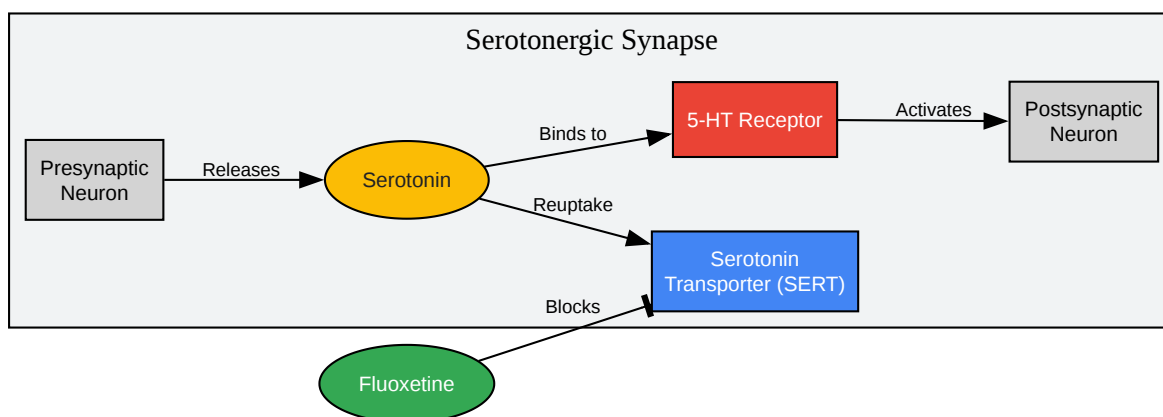 Serotonergic Synapse
Presynaptic
Neuron
Releases
Serotonin
Binds to
5-HT Receptor
Activates
Postsynaptic
Neuron
Reuptake
Serotonin
Transporter (SERT)
Blocks
Fluoxetine